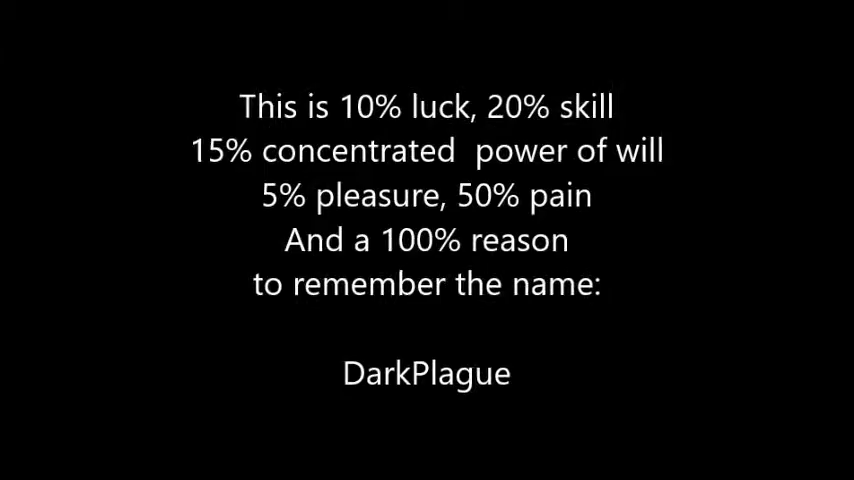 This is 10% luck, 20% skill
15% concentrated  power of will
5% pleasure, 50% pain
And a 100% reason
to remember the name:
DarkPlague